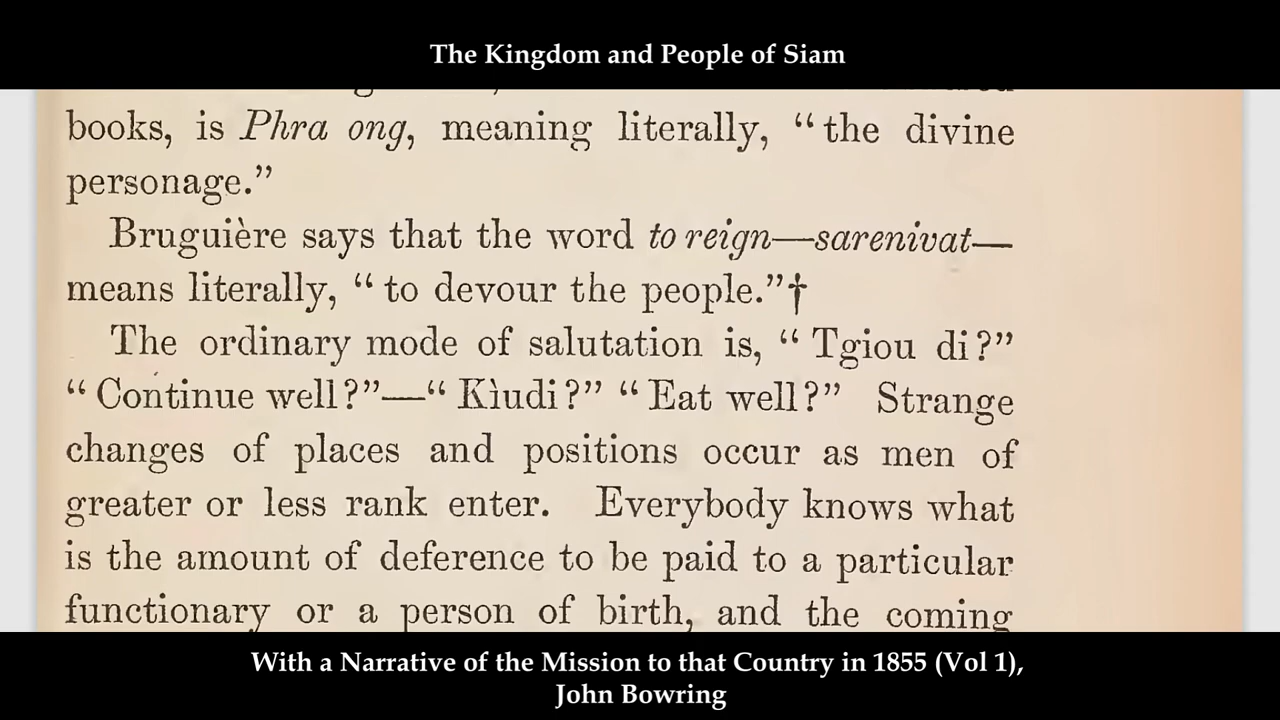 The Kingdom and People of Siam
books, is Phra ong, meaning literally, “the divine
personage.”
Bruguière says that the word to reign—sarenivat—
means literally, “to devour the people.”†
The ordinary mode of salutation is, “Tgiou di?”
“Continue well?”—“Kìudi?” “Eat well?” Strange
changes of places and positions occur as men of
greater or less rank enter. Everybody knows what
is the amount of deference to be paid to a particular
functionary or a person of birth, and the coming
With a Narrative of the Mission to that Country in 1855 (Vol 1),
John Bowring